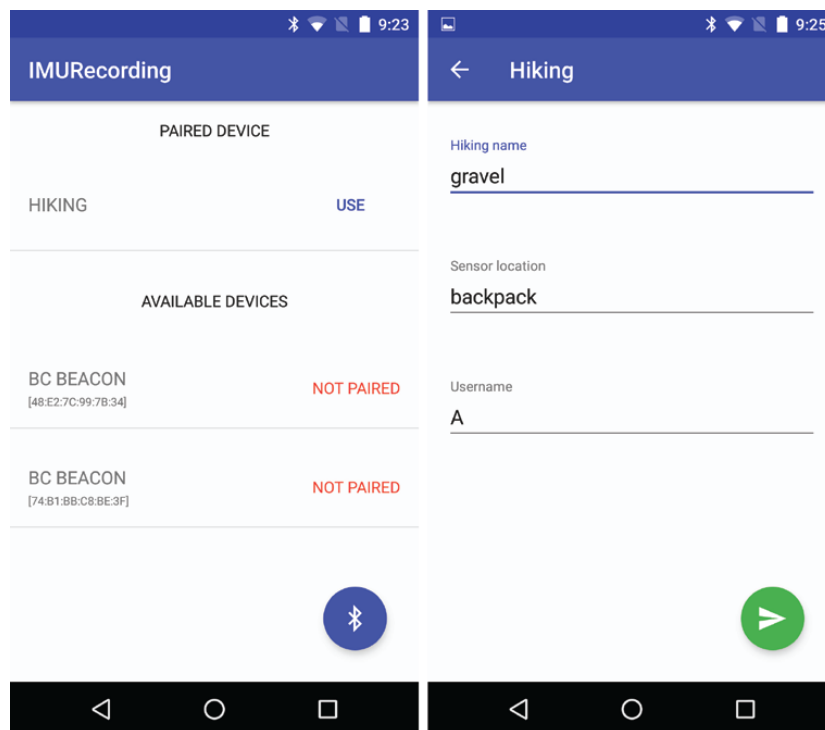 9:23
IMURecording
PAIRED DEVICE
HIKING
USE
AVAILABLE DEVICES
BC BEACON
[48:E2:7C:99:7B:34]
NOT PAIRED
BC BEACON
[74:B1:BB:C8:BE:3F]
NOT PAIRED
9:25
Hiking
Hiking name
gravel
Sensor location
backpack
Username
A